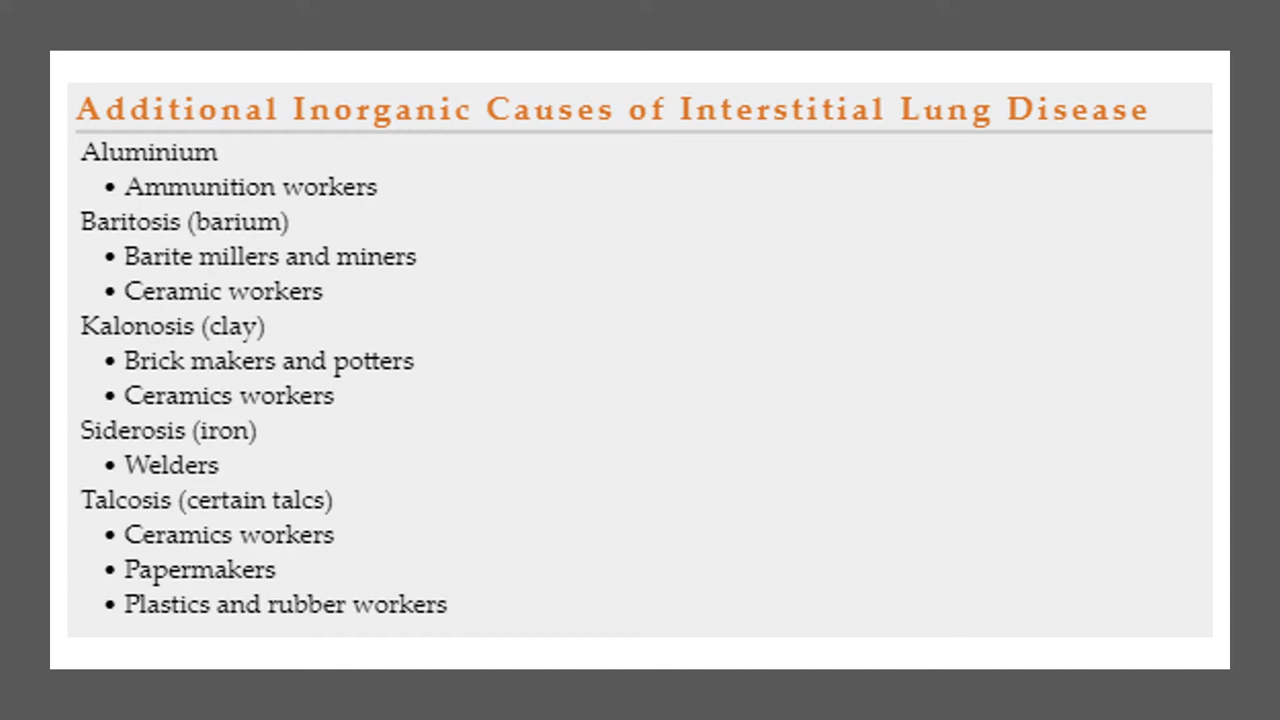 Additional Inorganic Causes of Interstitial Lung Disease
Aluminium
• Ammunition workers
Baritosis (barium)
• Barite millers and miners
• Ceramic workers
Kalonosis (clay)
• Brick makers and potters
• Ceramics workers
Siderosis (iron)
• Welders
Talcosis (certain talcs)
• Ceramics workers
• Papermakers
• Plastics and rubber workers